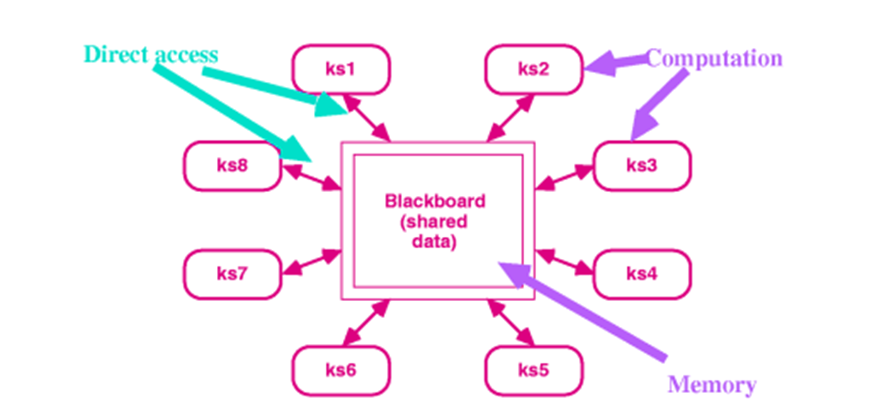 Direct access
ks1
ks2
Computation
ks8
ks3
Blackboard
(shared
data)
ks7
ks4
ks6
ks5
Memory